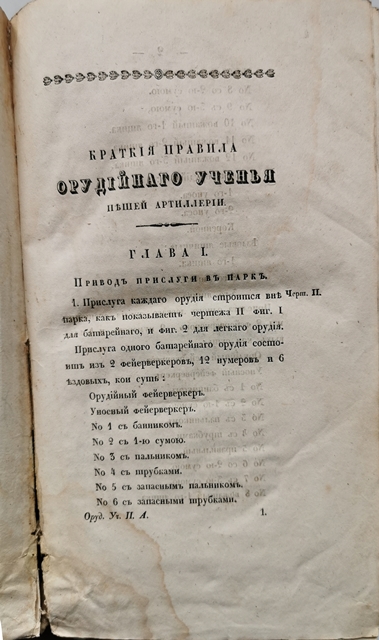 КРАТКІЯ ПРАВИЛА
ОРУДІЙНАГО УЧЕНЬЯ
ПѢШЕЙ АРТИЛЛЕРІИ.
ГЛАВА I.
Приводъ прислуги въ паркъ.
1. Прислуга каждаго орудія строится внѣ Черт. II.
парка, какъ показываетъ чертежа II Фиг. 1
для батарейнаго, и фиг. 2 для легкаго орудія.
Прислуга одного батарейнаго орудія состо-
итъ изъ 2 фейерверкеровъ, 12 нумеровъ и 6
ѣздовыхъ, кои суть:
Орудійный фейерверкеръ.
Уносный фейерверкеръ.
No 1 съ банникомъ.
No 2 съ 1-ю сумою.
No 3 съ пальникомъ.
No 4 съ трубками.
No 5 съ запаснымъ пальникомъ.
No 6 съ запасными трубками.
Оруд. Уч. П. А. 1.